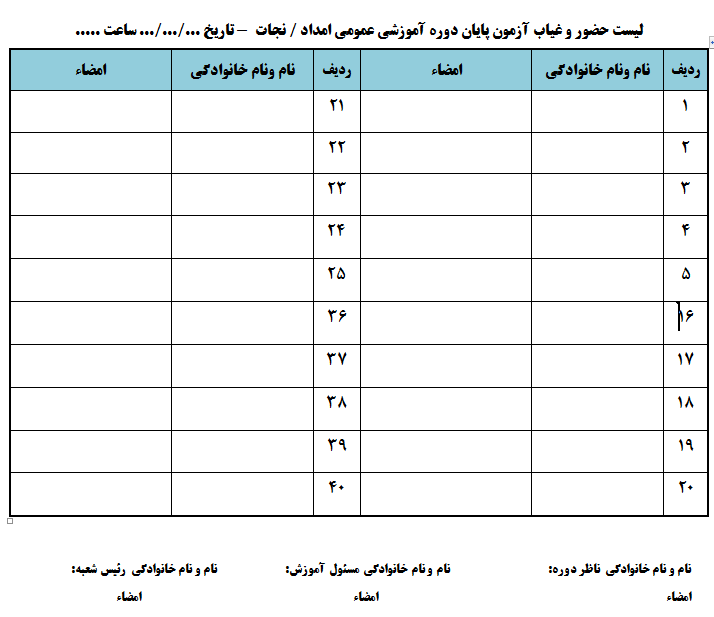 لیست حضور و غیاب آزمون پایان دوره آموزشی عمومی امداد / نجات – تاریخ .../.../... ساعت .....
ردیف نام ونام خانوادگی امضاء ردیف نام ونام خانوادگی امضاء
۱ ۲۱
۲ ۲۲
۳ ۲۳
۴ ۲۴
۵ ۲۵
۱۶ ۳۶
۱۷ ۳۷
۱۸ ۳۸
۱۹ ۳۹
۲۰ ۴۰
نام و نام خانوادگی ناظر دوره: نام و نام خانوادگی مسئول آموزش: نام و نام خانوادگی رئیس شعبه:
امضاء امضاء امضاء